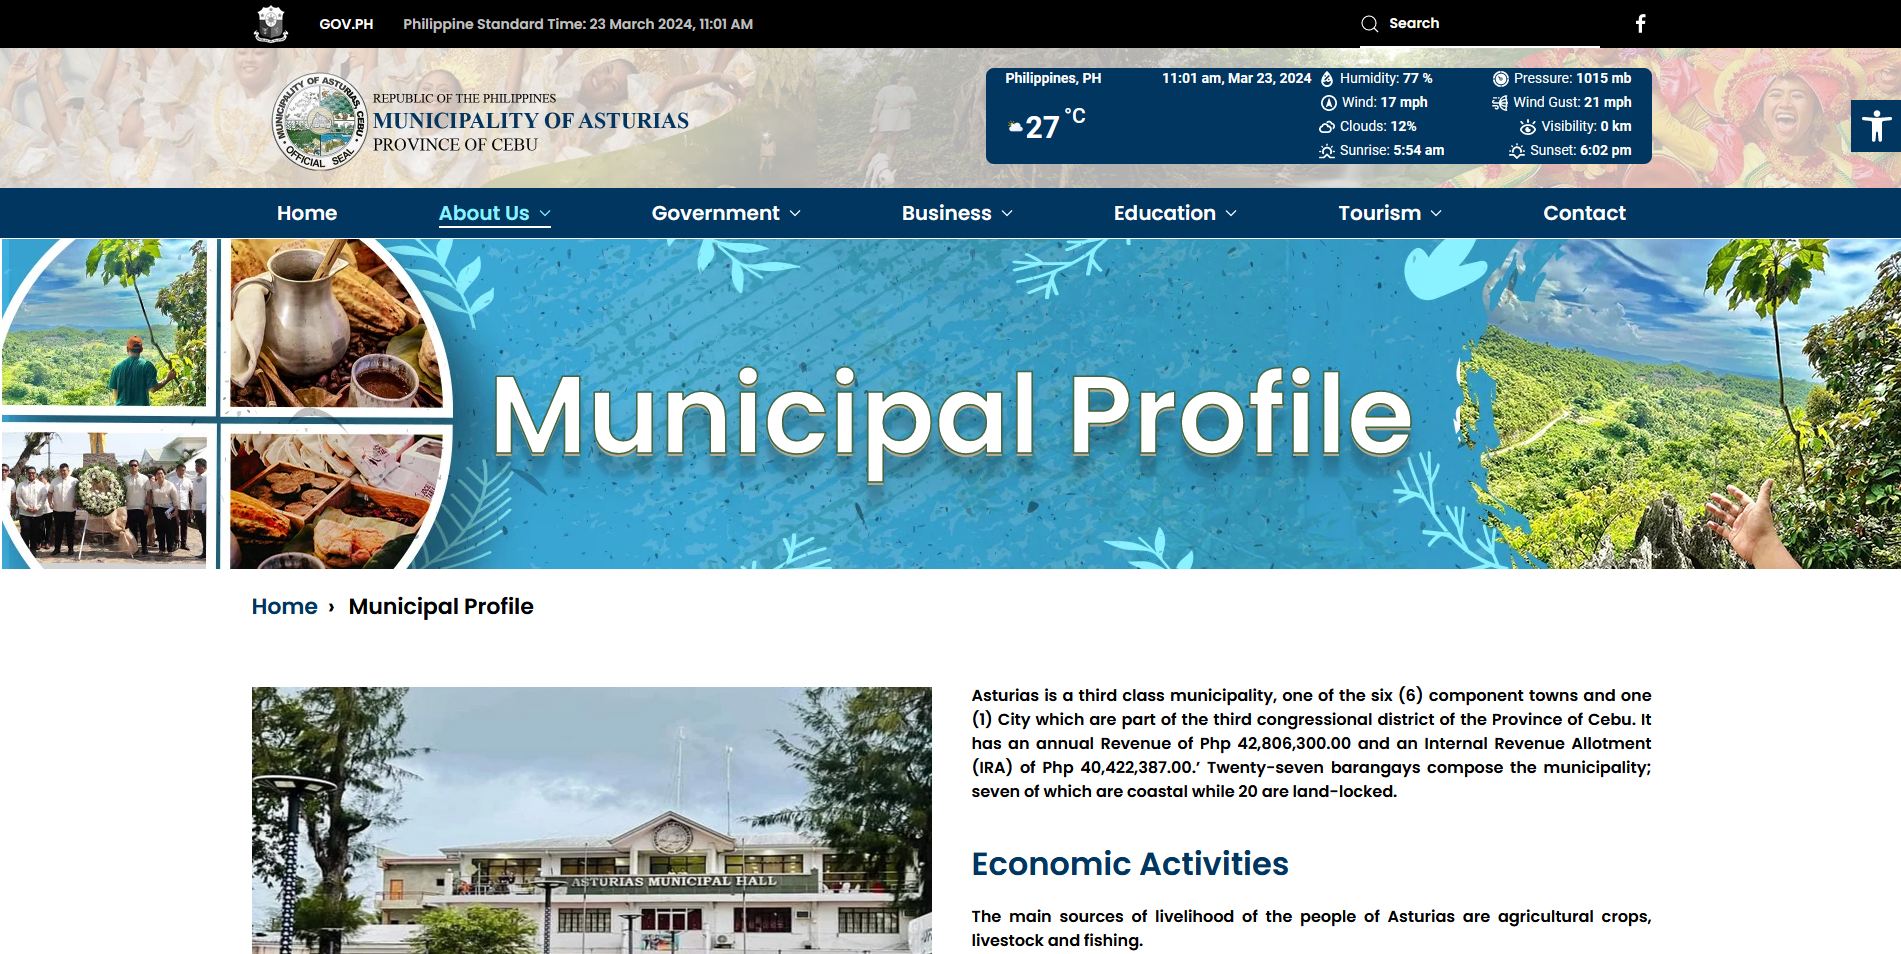 GOV.PH
Philippine Standard Time: 23 March 2024, 11:01 AM
Search
MUNICIPALITY OF ASTURIAS, CEBU
OFFICIAL SEAL
REPUBLIC OF THE PHILIPPINES
MUNICIPALITY OF ASTURIAS
PROVINCE OF CEBU
Philippines, PH
11:01 am, Mar 23, 2024
27 °C
Humidity: 77 %
Pressure: 1015 mb
Wind: 17 mph
Wind Gust: 21 mph
Clouds: 12%
Visibility: 0 km
Sunrise: 5:54 am
Sunset: 6:02 pm
Home
About Us
Government
Business
Education
Tourism
Contact
Municipal Profile
Home › Municipal Profile
ASTURIAS MUNICIPAL HALL
Asturias is a third class municipality, one of the six (6) component towns and one
(1) City which are part of the third congressional district of the Province of Cebu. It
has an annual Revenue of Php 42,806,300.00 and an Internal Revenue Allotment
(IRA) of Php 40,422,387.00.’ Twenty-seven barangays compose the municipality;
seven of which are coastal while 20 are land-locked.
Economic Activities
The main sources of livelihood of the people of Asturias are agricultural crops,
livestock and fishing.